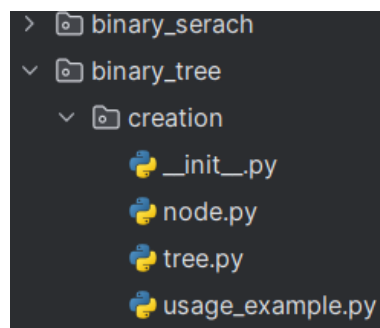 binary_serach
binary_tree
creation
__init__.py
node.py
tree.py
usage_example.py